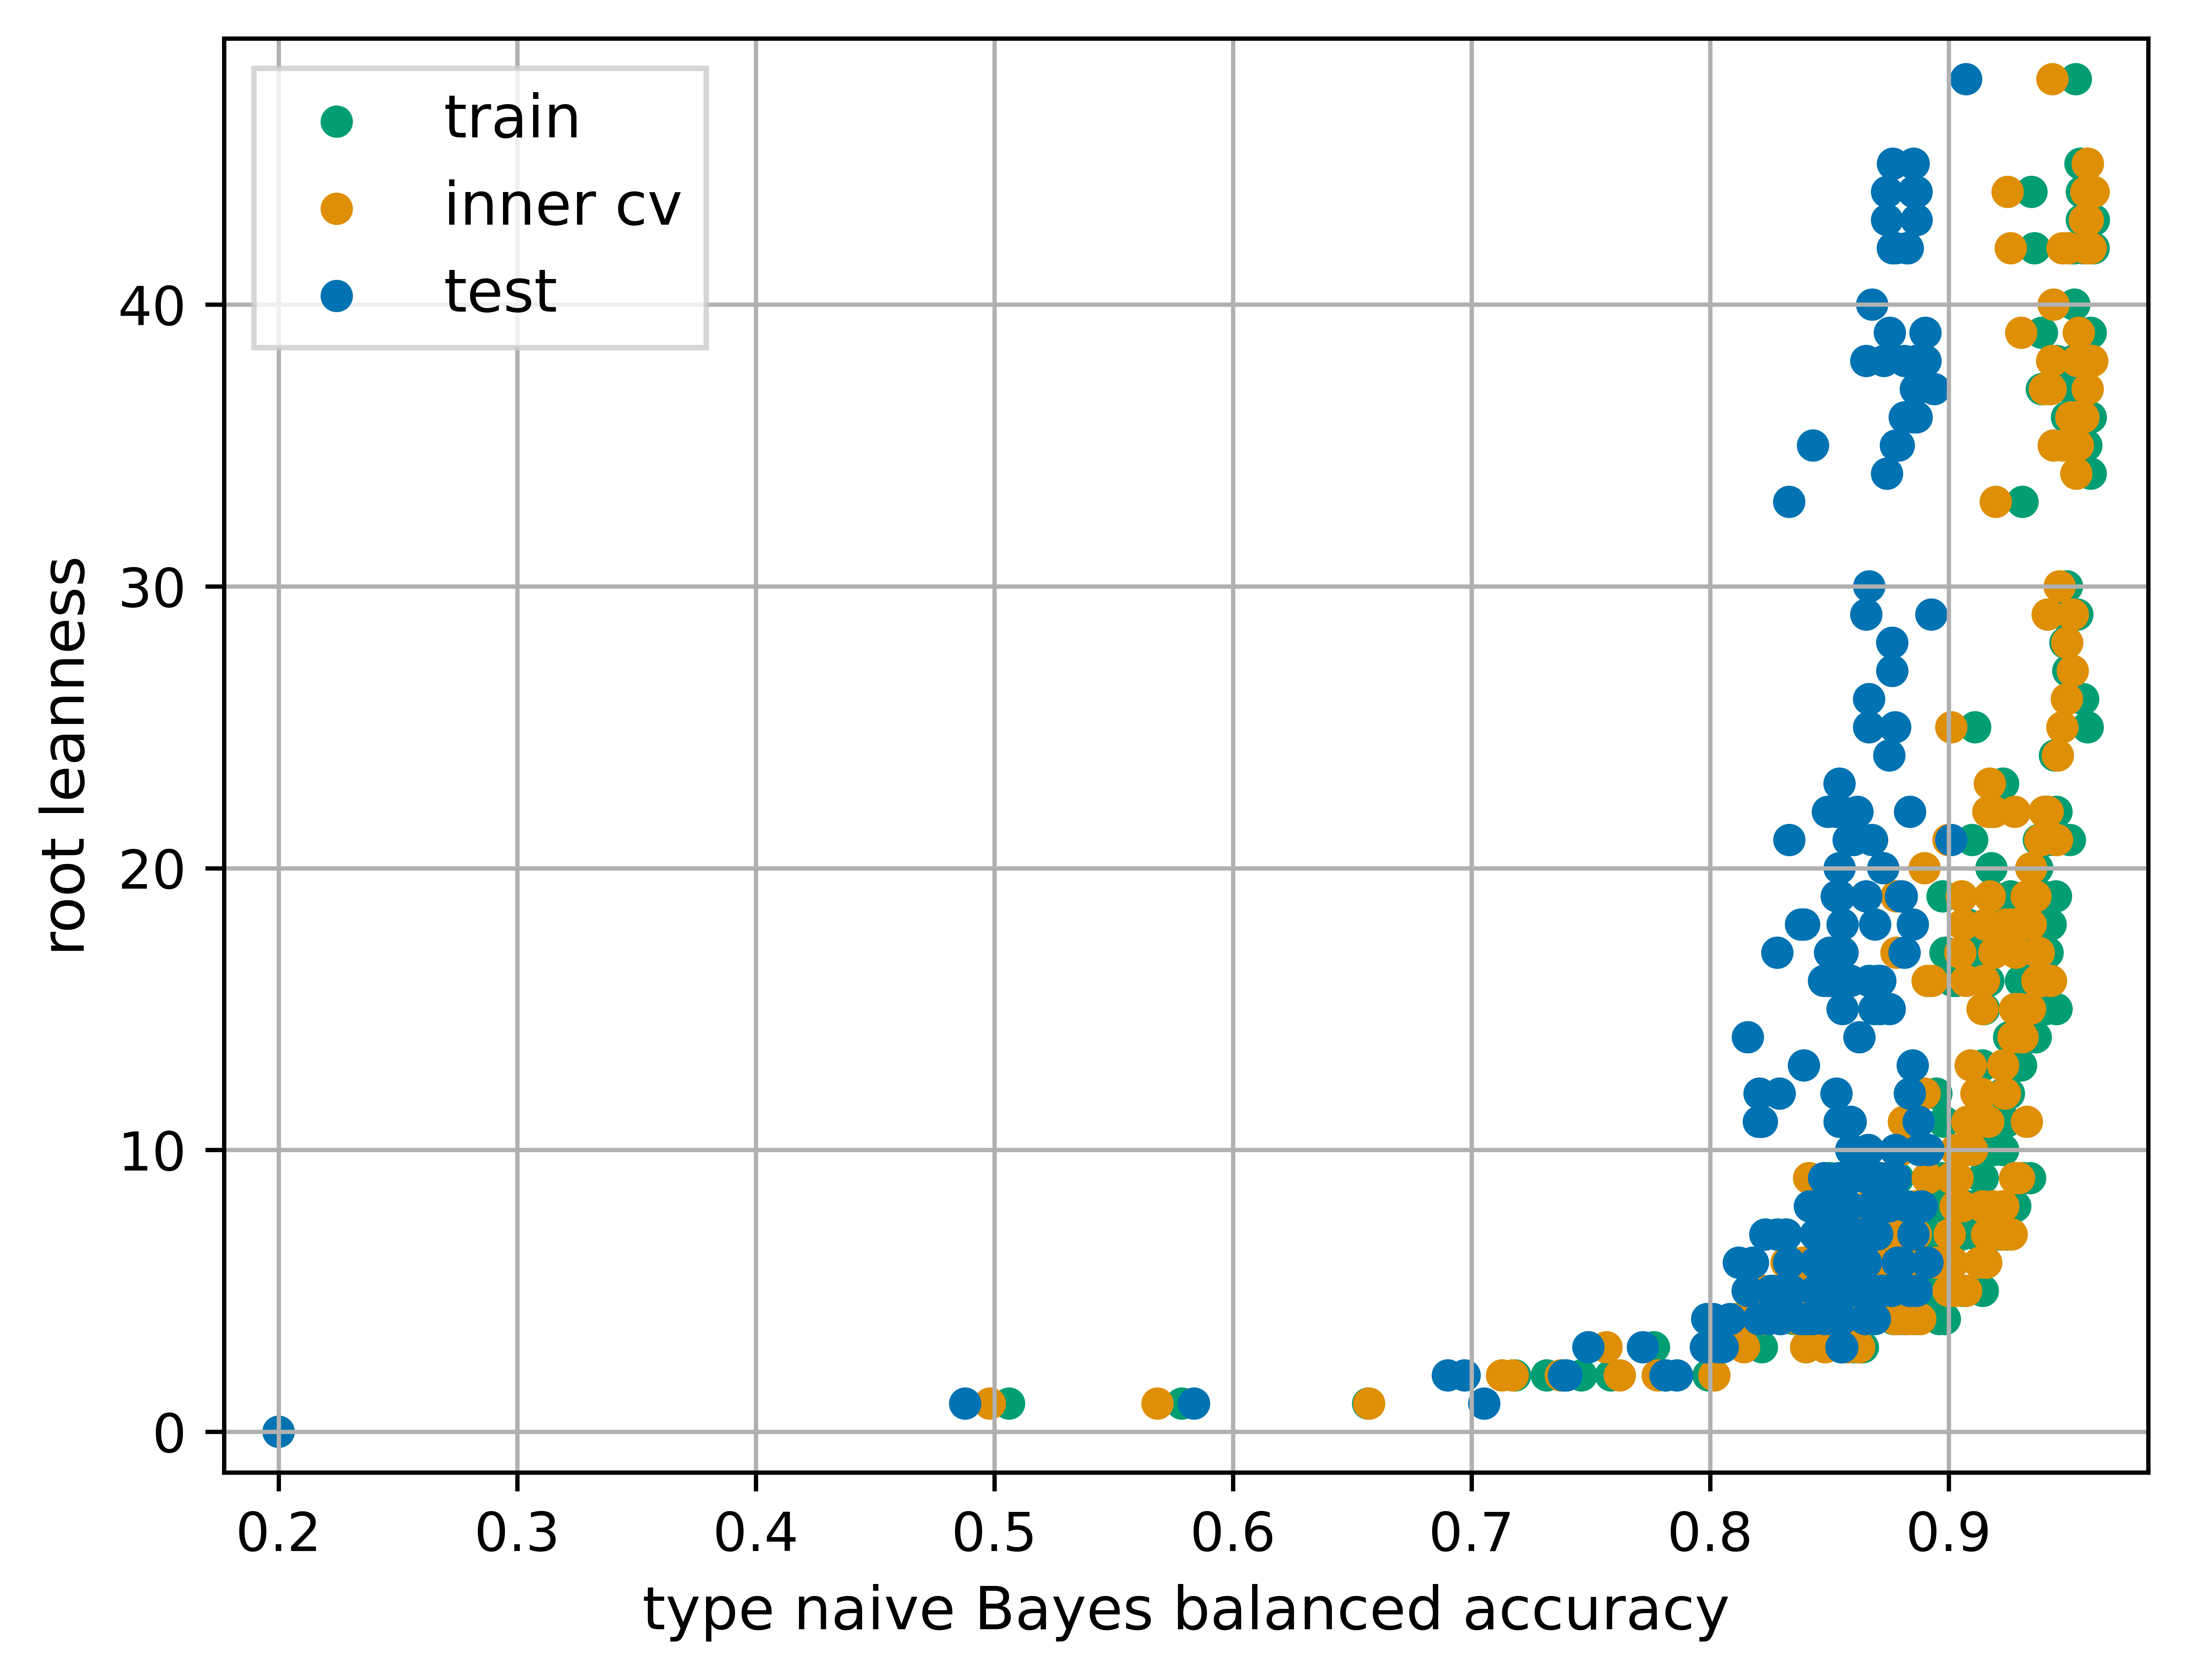 train
inner cv
test
40
30
20
10
0
root leanness
0.2 0.3 0.4 0.5 0.6 0.7 0.8 0.9
type naive Bayes balanced accuracy